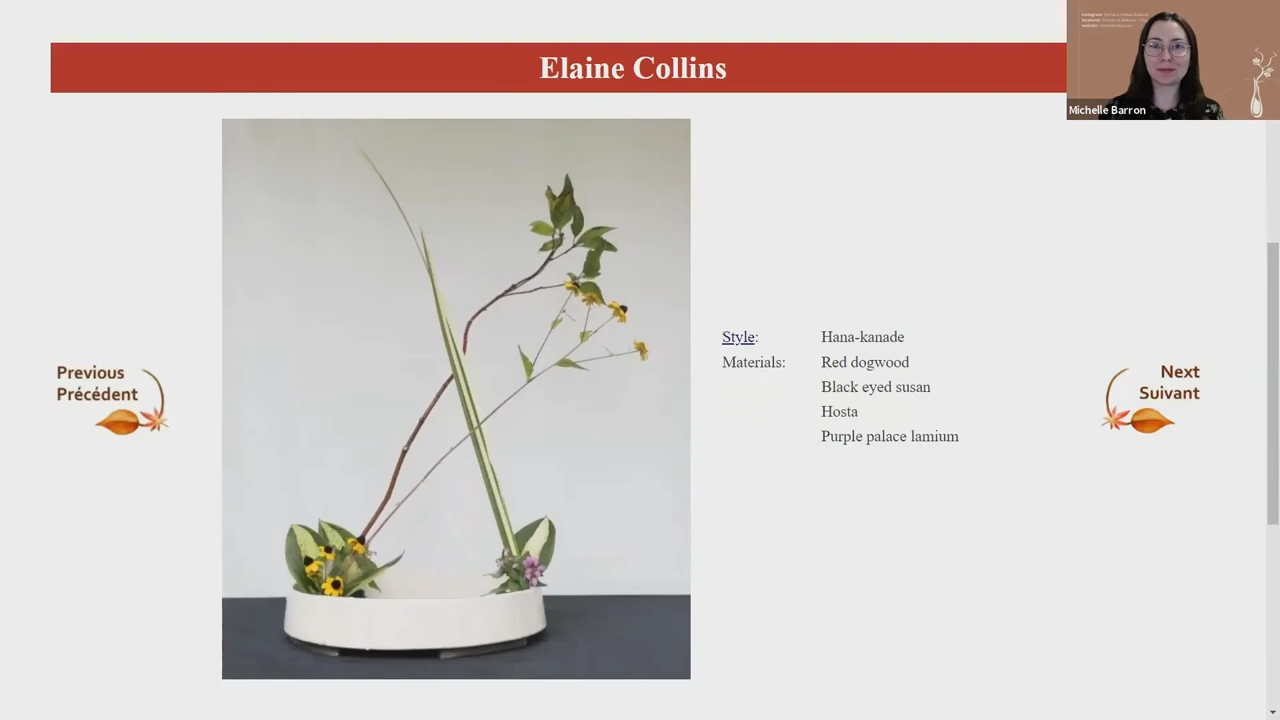 Elaine Collins
Michelle Barron
Style: Hana-kanade
Materials: Red dogwood
Black eyed susan
Hosta
Purple palace lamium
Previous
Précédent
Next
Suivant